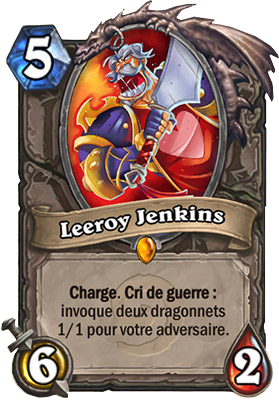 5
Leeroy Jenkins
Charge. Cri de guerre :
invoque deux dragonnets
1/1 pour votre adversaire.
6
2